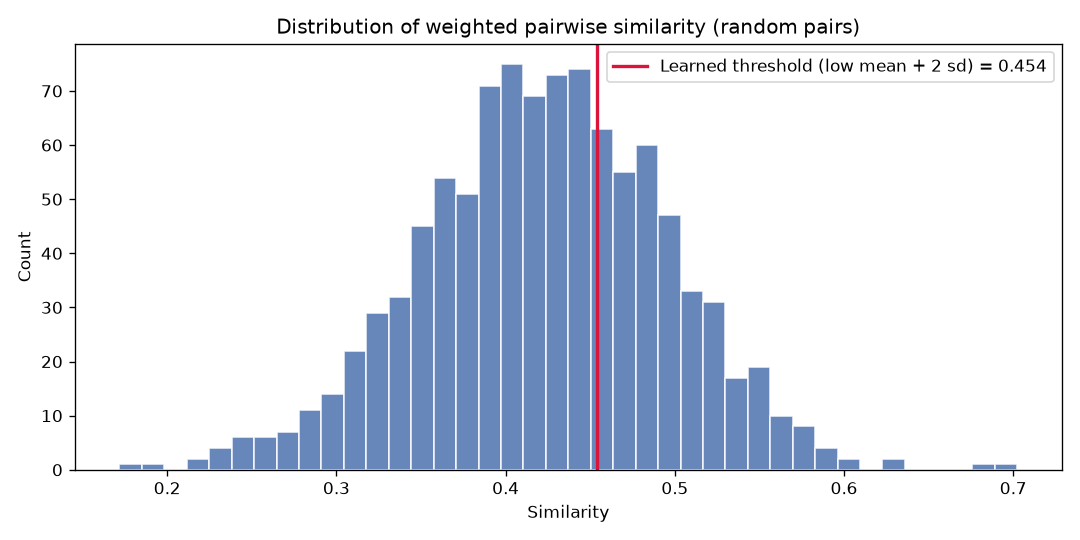 Distribution of weighted pairwise similarity (random pairs)
Learned threshold (low mean + 2 sd) = 0.454
Count
70
60
50
40
30
20
10
0
0.2 0.3 0.4 0.5 0.6 0.7
Similarity